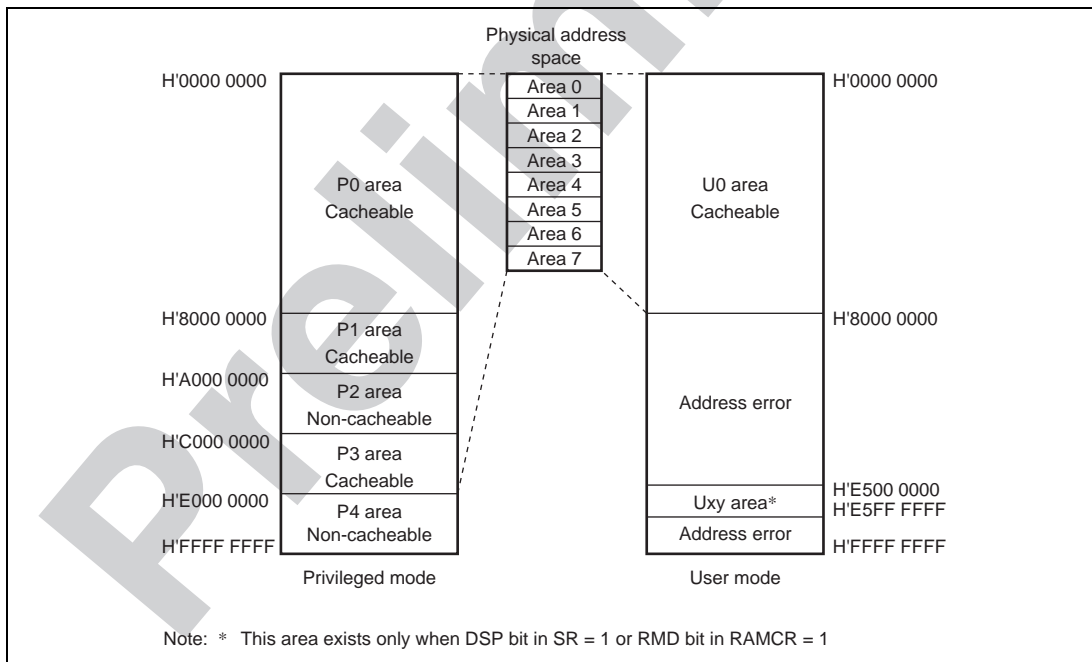 Physical address
space
H'0000 0000
H'0000 0000
Area 0
Area 1
Area 2
Area 3
Area 4
Area 5
Area 6
Area 7
P0 area
Cacheable
U0 area
Cacheable
H'8000 0000
H'8000 0000
P1 area
Cacheable
H'A000 0000
P2 area
Non-cacheable
Address error
H'C000 0000
P3 area
Cacheable
H'E000 0000
P4 area
Non-cacheable
H'E500 0000
Uxy area*
H'E5FF FFFF
Address error
H'FFFF FFFF
H'FFFF FFFF
Privileged mode
User mode
Note: * This area exists only when DSP bit in SR = 1 or RMD bit in RAMCR = 1
Prelim